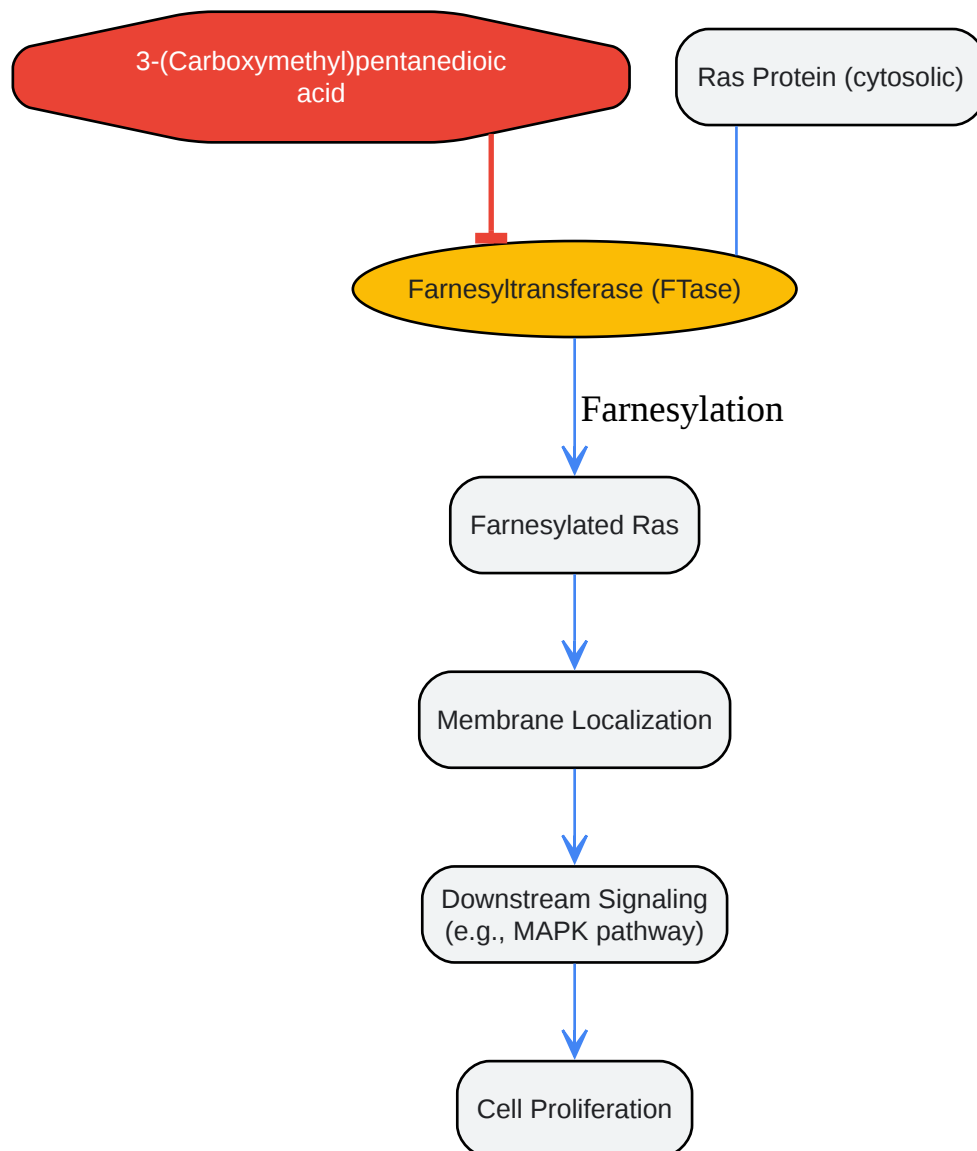 3-(Carboxymethyl)pentanedioic
acid
Ras Protein (cytosolic)
Farnesyltransferase (FTase)
Farnesylation
Farnesylated Ras
Membrane Localization
Downstream Signaling
(e.g., MAPK pathway)
Cell Proliferation